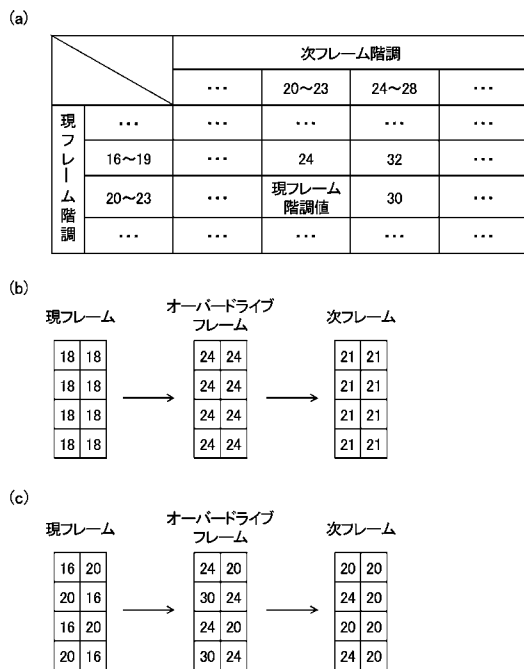 (a)
次フレーム階調
・・・ 20～23 24～28 ・・・
現フレーム階調
・・・ ・・・ ・・・ ・・・ ・・・
16～19 ・・・ 24 32 ・・・
20～23 ・・・ 現フレーム 30 ・・・
階調値
・・・ ・・・ ・・・ ・・・ ・・・
(b)
現フレーム オーバードライブ 次フレーム
フレーム
18 18 24 24 21 21
18 18 24 24 21 21
18 18 24 24 21 21
18 18 24 24 21 21
(c)
現フレーム オーバードライブ 次フレーム
フレーム
16 20 24 20 20 20
20 16 30 24 24 20
16 20 24 20 20 20
20 16 30 24 24 20